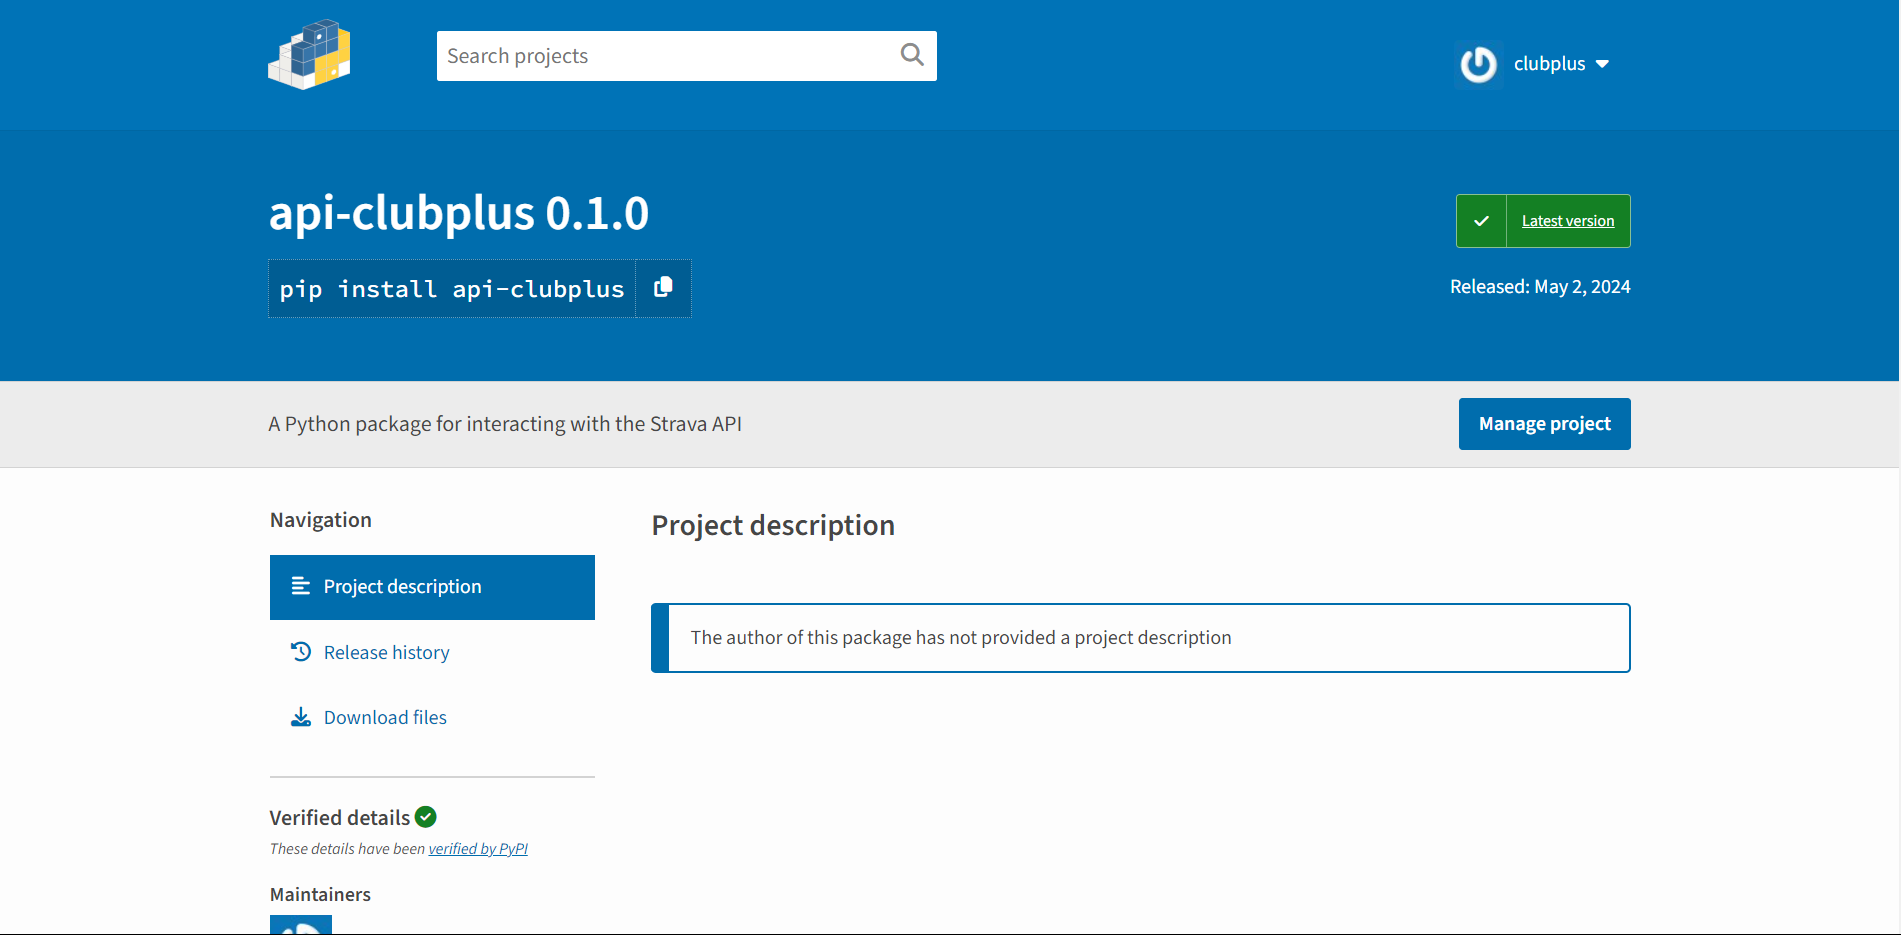 Search projects
clubplus
api-clubplus 0.1.0
Latest version
pip install api-clubplus
Released: May 2, 2024
A Python package for interacting with the Strava API
Manage project
Navigation
Project description
Release history
Download files
Verified details
These details have been verified by PyPI
Maintainers
Project description
The author of this package has not provided a project description